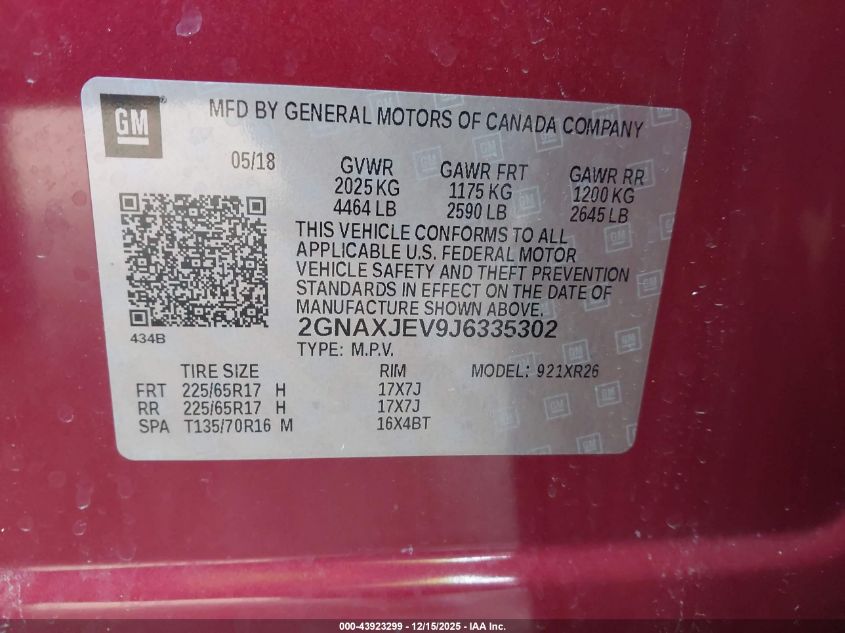 GM
®
MFD BY GENERAL MOTORS OF CANADA COMPANY
05/18
GVWR GAWR FRT GAWR RR
2025 KG 1175 KG 1200 KG
4464 LB 2590 LB 2645 LB
THIS VEHICLE CONFORMS TO ALL
APPLICABLE U.S. FEDERAL MOTOR
VEHICLE SAFETY AND THEFT PREVENTION
STANDARDS IN EFFECT ON THE DATE OF
MANUFACTURE SHOWN ABOVE.
434B
2GNAXJEV9J6335302
TYPE: M.P.V.
TIRE SIZE RIM MODEL: 921XR26
FRT 225/65R17 H 17X7J
RR 225/65R17 H 17X7J
SPA T135/70R16 M 16X4BT
000-43923299 - 12/15/2025 - IAA Inc.